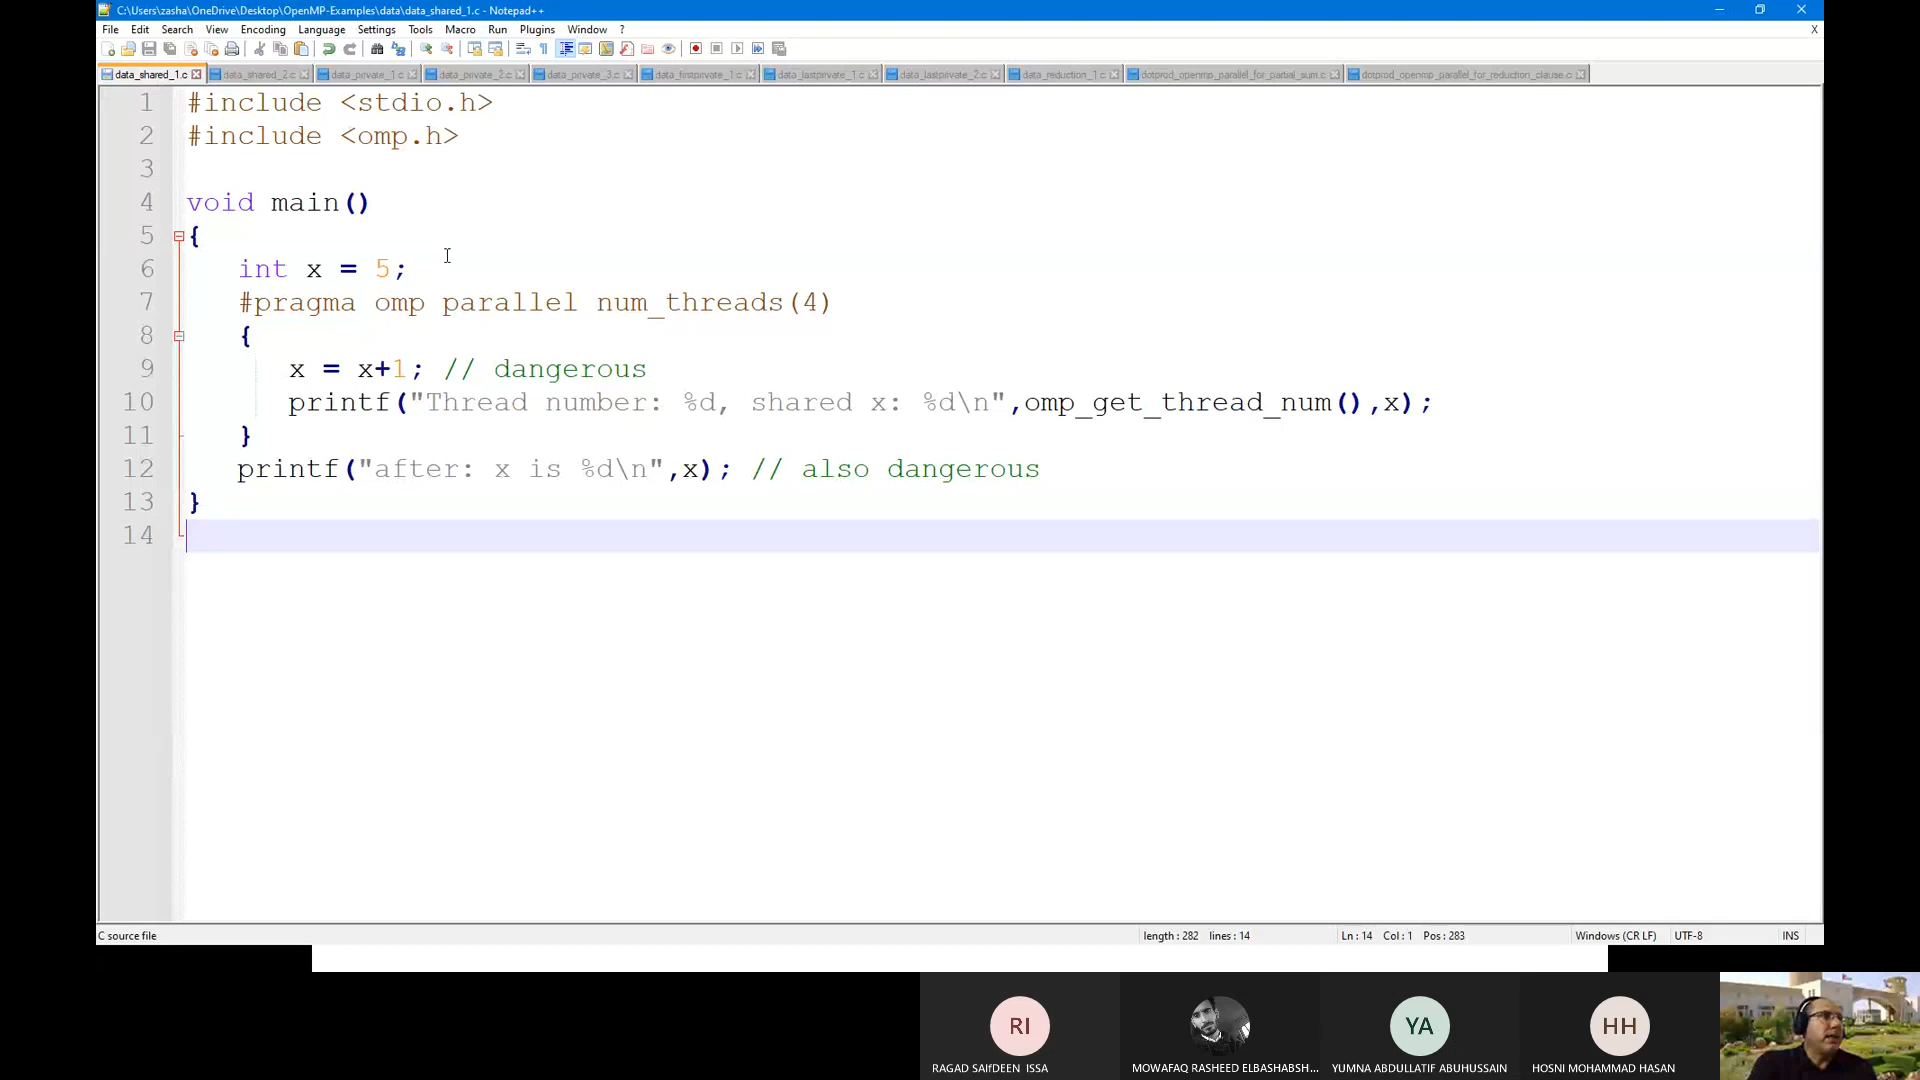 C:\Users\zasha\OneDrive\Desktop\OpenMP-Examples\data\data_shared_1.c - Notepad++
File Edit Search View Encoding Language Settings Tools Macro Run Plugins Window ? X
data_shared_1.c data_shared_2.c data_private_1.c data_private_2.c data_private_3.c data_firstprivate_1.c data_lastprivate_1.c data_lastprivate_2.c data_reduction_1.c dotprod_openmp_parallel_for_partial_sum.c dotprod_openmp_parallel_for_reduction_clause.c
1 #include <stdio.h>
2 #include <omp.h>
3
4 void main()
5 {
6 int x = 5;
7 #pragma omp parallel num_threads(4)
8 {
9 x = x+1; // dangerous
10 printf("Thread number: %d, shared x: %d\n",omp_get_thread_num(),x);
11 }
12 printf("after: x is %d\n",x); // also dangerous
13 }
14
C source file length : 282 lines : 14 Ln : 14 Col : 1 Pos : 283 Windows (CR LF) UTF-8 INS
RI YA HH
RAGAD SAIfDEEN ISSA MOWAFAQ RASHEED ELBASHABSH... YUMNA ABDULLATIF ABUHUSSAIN HOSNI MOHAMMAD HASAN